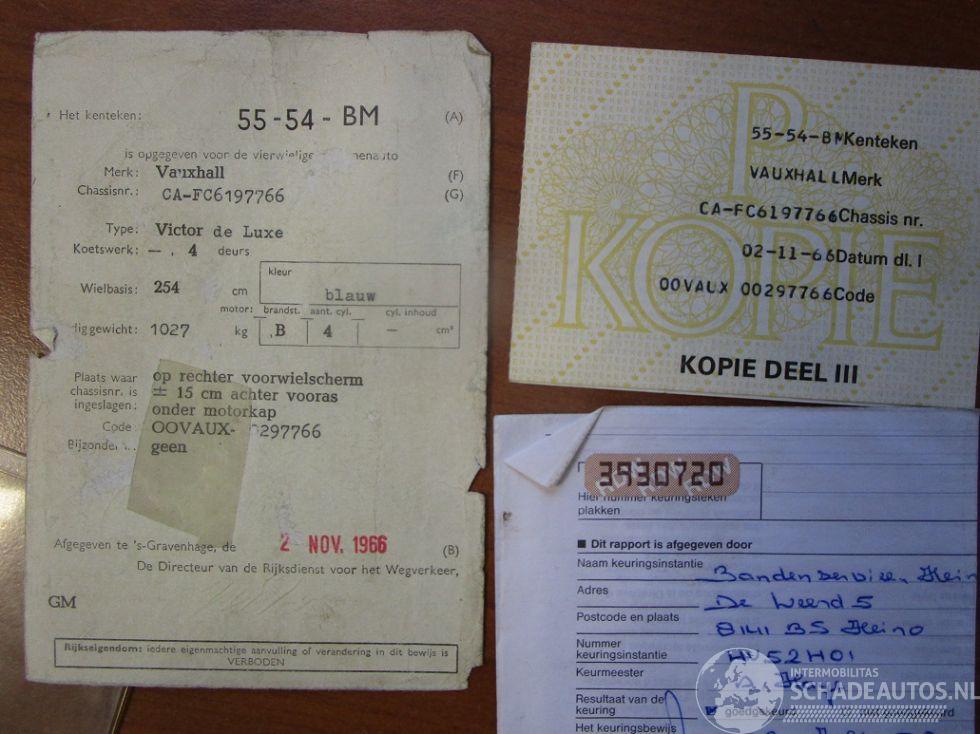 Het kenteken: 55-54-BM (A)
is opgegeven voor de vierwielige
Merk: Vauxhall (F)
Chassisnr.: CA-FC6197766 (G)
Type: Victor de Luxe
Koetswerk: —, 4 deurs
kleur
Wielbasis: 254 cm blauw
motor: brandst. aant. cyl. cyl. inhoud
1027 kg B 4 — cm³
Plaats waar op rechter voorwielscherm
chassisnr. is ± 15 cm achter vooras
ingeslagen: onder motorkap
Code OOVAUX- 297766
geen
Afgegeven te 's-Gravenhage, de 2 NOV. 1966 (B)
De Directeur van de Rijksdienst voor het Wegverkeer,
GM
Rijkseigendom: iedere eigenmachtige aanvulling of verandering in dit bewijs is
VERBODEN
P
KOPIE
55-54-BM Kenteken
VAUXHALL Merk
CA-FC6197766 Chassis nr.
02-11-66 Datum dl. I
OOVAUX 00297766 Code
KOPIE DEEL III
3930720
Hier nummer keuringsteken
plakken
■ Dit rapport is afgegeven door
Naam keuringsinstantie Bandenservice Hein
Adres De Weend 5
Postcode en plaats 8141 BS Heino
Nummer
keuringsinstantie
Keurmeester
Resultaat van de
keuring goedgekeurd
Het keuringsbewijs
INTERMOBILITAS
SCHADEAUTOS.NL